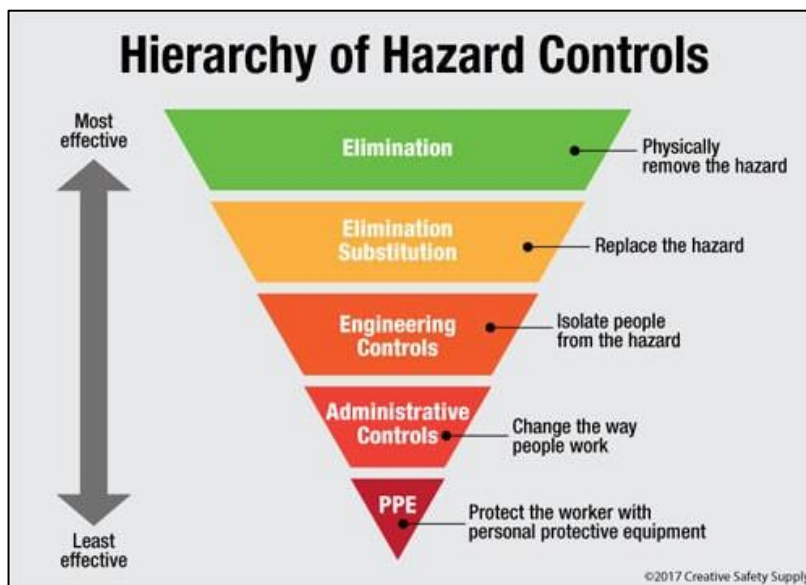 Hierarchy of Hazard Controls
Most
effective
Elimination
Physically
remove the hazard
Elimination
Substitution
Replace the hazard
Engineering
Controls
Isolate people
from the hazard
Administrative
Controls
Change the way
people work
PPE
Protect the worker with
personal protective equipment
Least
effective
©2017 Creative Safety Supply